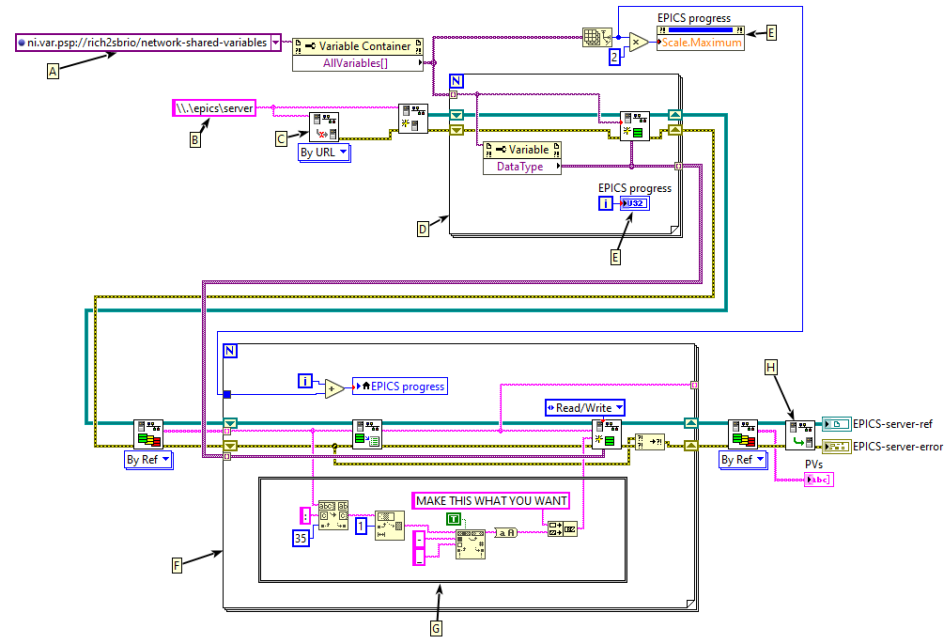 EPICS progress
E
ni.var.psp://rich2sbrio/network-shared-variables
Variable Container
AllVariables[]
Scale.Maximum
2
A
N
\\.\epics\server
B
C
By URL
Variable
DataType
EPICS progress
i
U32
D
E
N
H
i
EPICS progress
Read/Write
EPICS-server-ref
EPICS-server-error
By Ref
By Ref
PVs
abc
MAKE THIS WHAT YOU WANT
:
35
1
T
-
_
a A
F
G